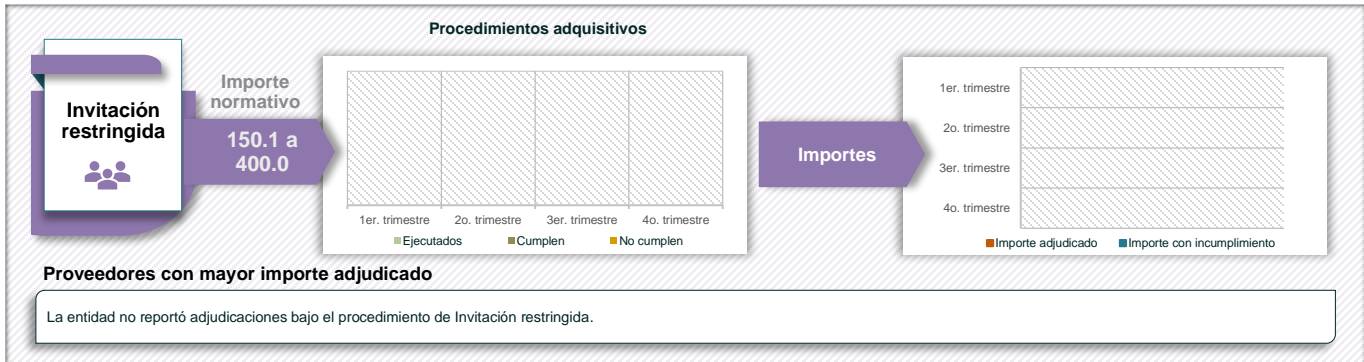 Procedimientos adquisitivos
Invitación
restringida
Importe
normativo
150.1 a
400.0
1er. trimestre
2o. trimestre
3er. trimestre
4o. trimestre
Ejecutados
Cumplen
No cumplen
Importes
1er. trimestre
2o. trimestre
3er. trimestre
4o. trimestre
Importe adjudicado
Importe con incumplimiento
Proveedores con mayor importe adjudicado
La entidad no reportó adjudicaciones bajo el procedimiento de Invitación restringida.